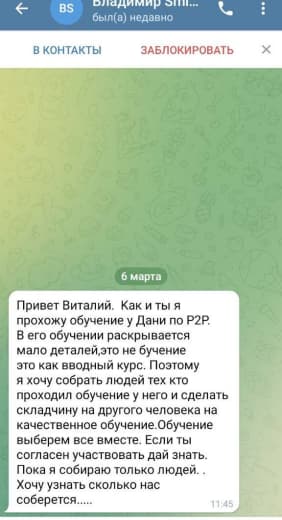 BS
Владимир Smi...
был(а) недавно
В КОНТАКТЫ ЗАБЛОКИРОВАТЬ
6 марта
Привет Виталий. Как и ты я
прохожу обучение у Дани по Р2Р.
В его обучении раскрывается
мало деталей,это не бучение
это как вводный курс. Поэтому
я хочу собрать людей тех кто
проходил обучение у него и сделать
складчину на другого человека на
качественное обучение.Обучение
выберем все вместе. Если ты
согласен участвовать дай знать.
Пока я собираю только людей. .
Хочу узнать сколько нас
соберется.....
11:45